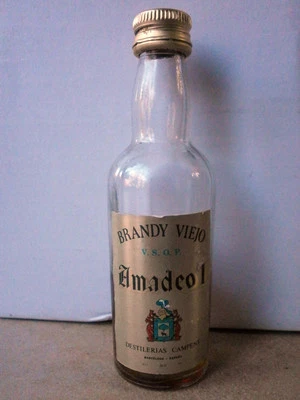 BRANDY VIEJO
V. S. O. P.
Amadeo I
DESTILERIAS CAMPENY